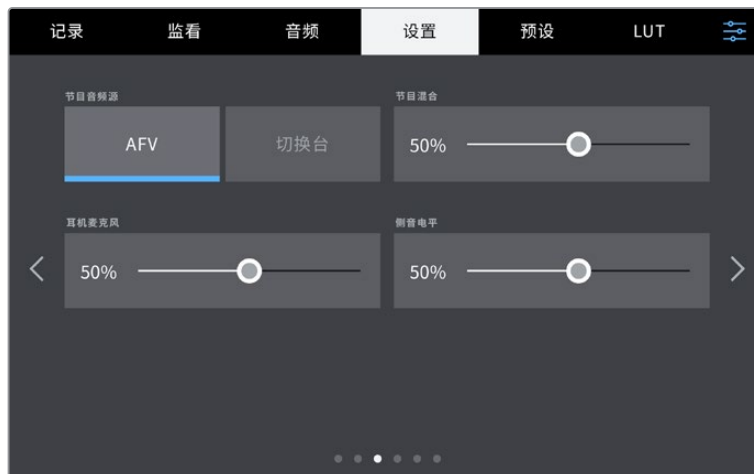 记录 监看 音频 设置 预设 LUT
节目音频源 节目混合
AFV 切换台 50%
耳机麦克风 侧音电平
50% 50%